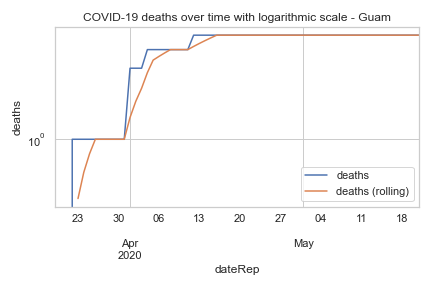 COVID-19 deaths over time with logarithmic scale - Guam
deaths
10⁰
deaths
deaths (rolling)
23 30 06 13 20 27 04 11 18
Apr May
2020
dateRep